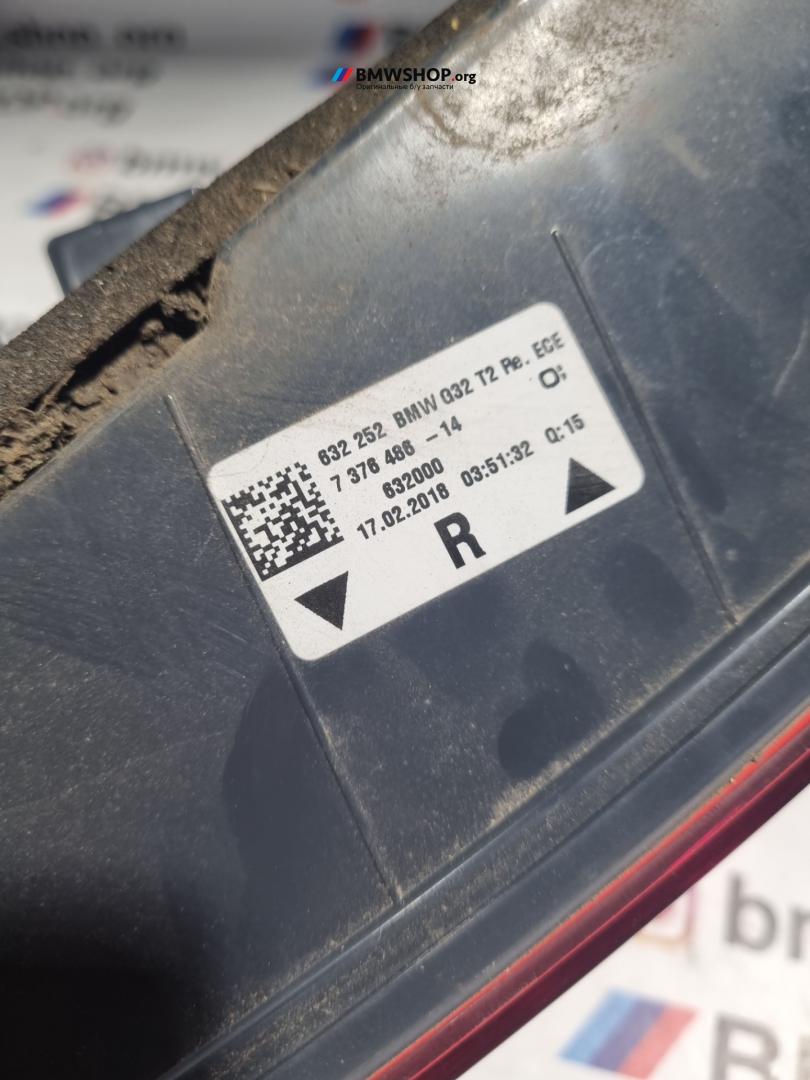 BMWSHOP.org
Оригинальные б/у запчасти
632 252 BMW G32 T2 Re. ECE
7 376 486 -14
632000
17.02.2018 03:51:32 Q:15
R